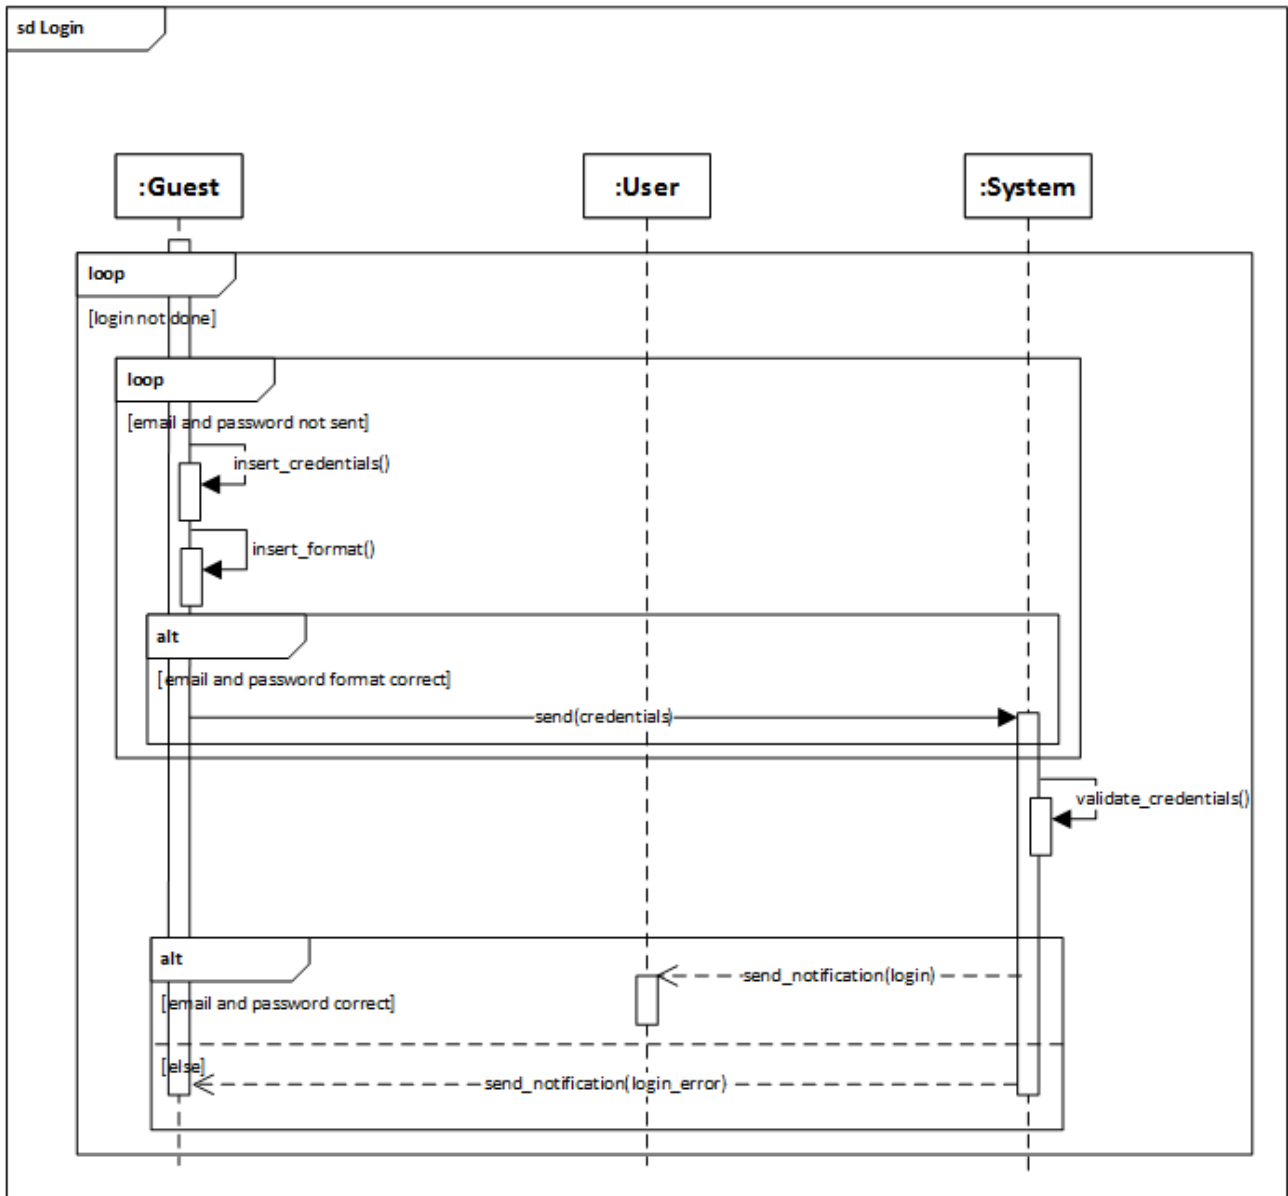 sd Login
:Guest
:User
:System
loop
[login not done]
loop
[email and password not sent]
insert_credentials()
insert_format()
alt
[email and password format correct]
send(credentials)
validate_credentials()
alt
send_notification(login)
[email and password correct]
[else]
send_notification(login_error)